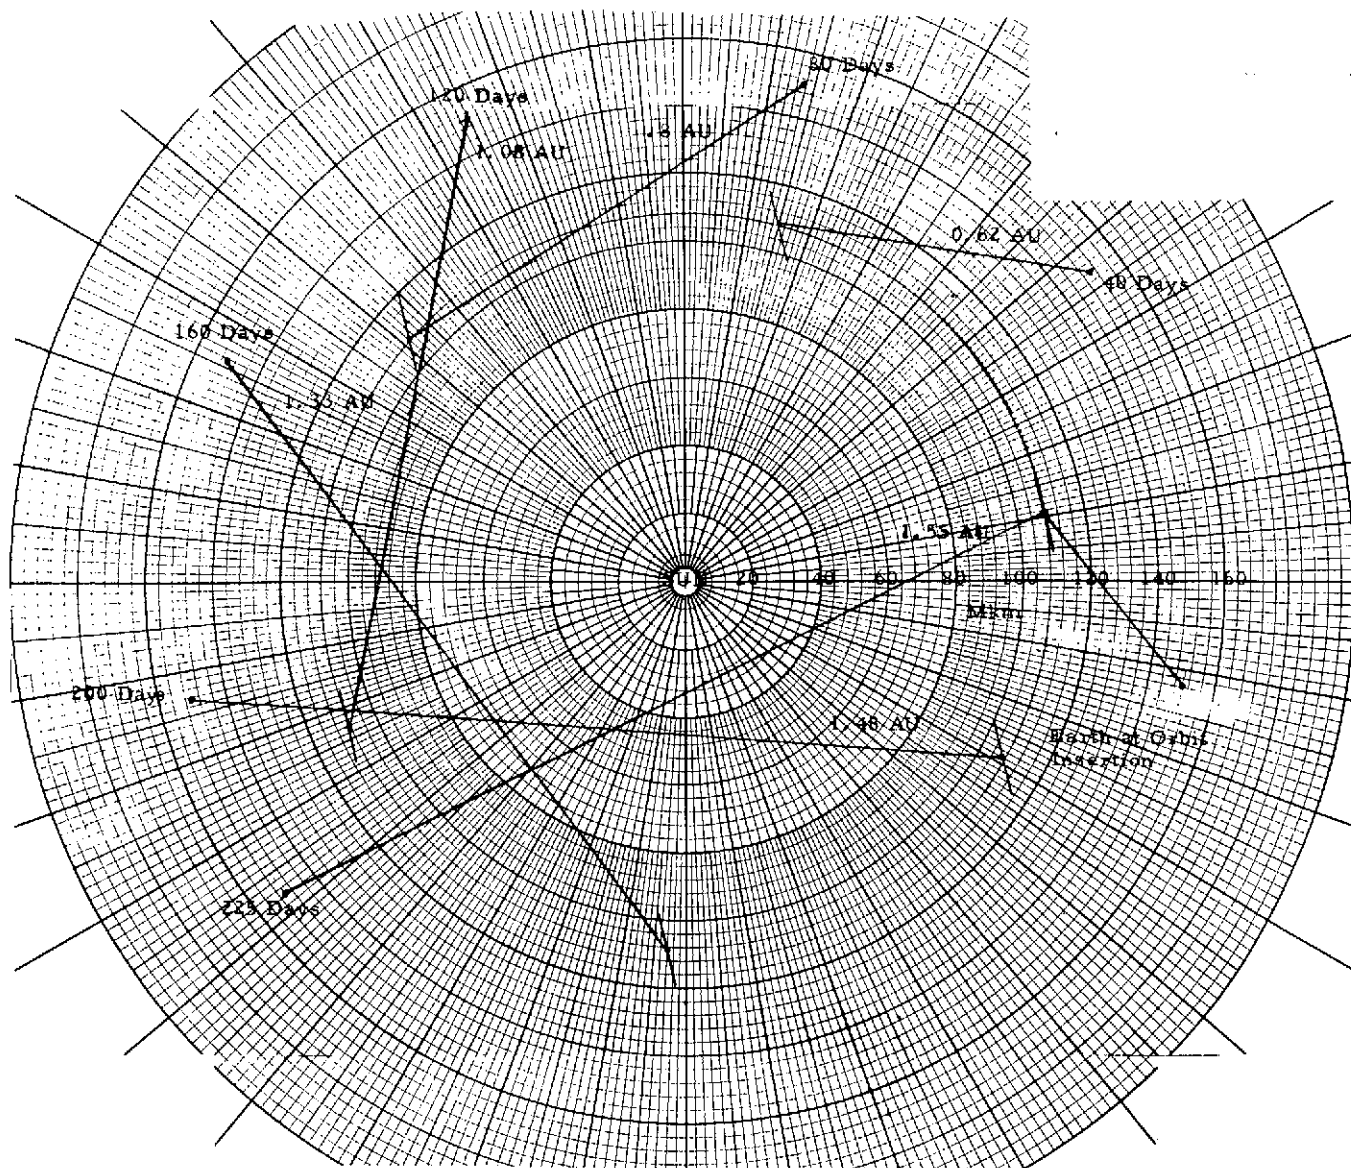 80 Days
120 Days
.8 AU
1.08 AU
0.62 AU
40 Days
160 Days
1.33 AU
1.55 AU
20 40 60 80 100 120 140 160
Mkm.
200 Days
1.48 AU
Earth at Orbit
Insertion
225 Days